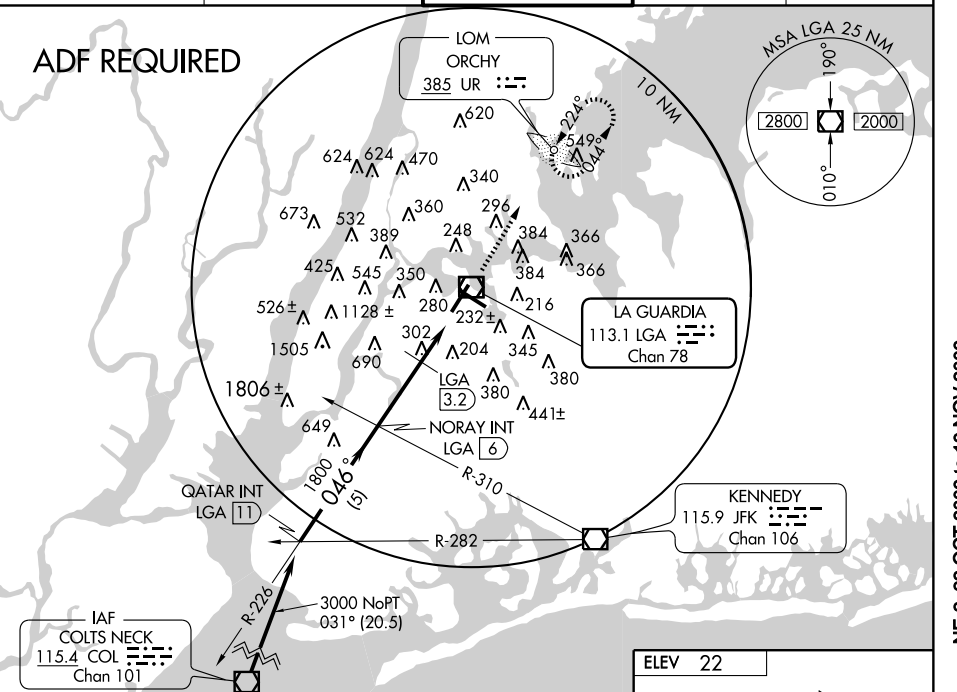 ADF REQUIRED
LOM
ORCHY
385 UR
10 NM
MSA LGA 25 NM
190°
2800
2000
010°
224°
044°
549
620
624
624
470
340
673
532
360
296
389
248
384
366
384
366
425
545
350
280
216
526±
1128 ±
232±
1505
690
302
204
345
380
380
1806 ±
441±
649
LA GUARDIA
113.1 LGA
Chan 78
LGA
3.2
NORAY INT
LGA 6
1800
046°
(5)
R-310
QATAR INT
LGA 11
KENNEDY
115.9 JFK
Chan 106
R-282
R-226
3000 NoPT
031° (20.5)
IAF
COLTS NECK
115.4 COL
Chan 101
ELEV 22